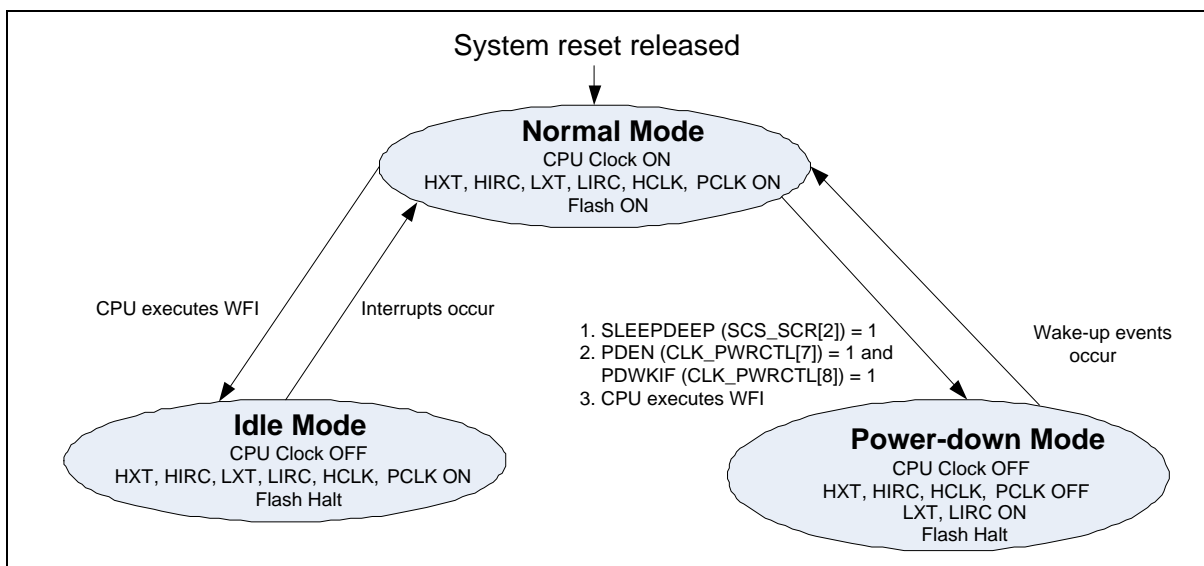 System reset released
Normal Mode
CPU Clock ON
HXT, HIRC, LXT, LIRC, HCLK, PCLK ON
Flash ON
CPU executes WFI
Interrupts occur
1. SLEEPDEEP (SCS_SCR[2]) = 1
2. PDEN (CLK_PWRCTL[7]) = 1 and
PDWKIF (CLK_PWRCTL[8]) = 1
3. CPU executes WFI
Wake-up events
occur
Idle Mode
CPU Clock OFF
HXT, HIRC, LXT, LIRC, HCLK, PCLK ON
Flash Halt
Power-down Mode
CPU Clock OFF
HXT, HIRC, HCLK, PCLK OFF
LXT, LIRC ON
Flash Halt